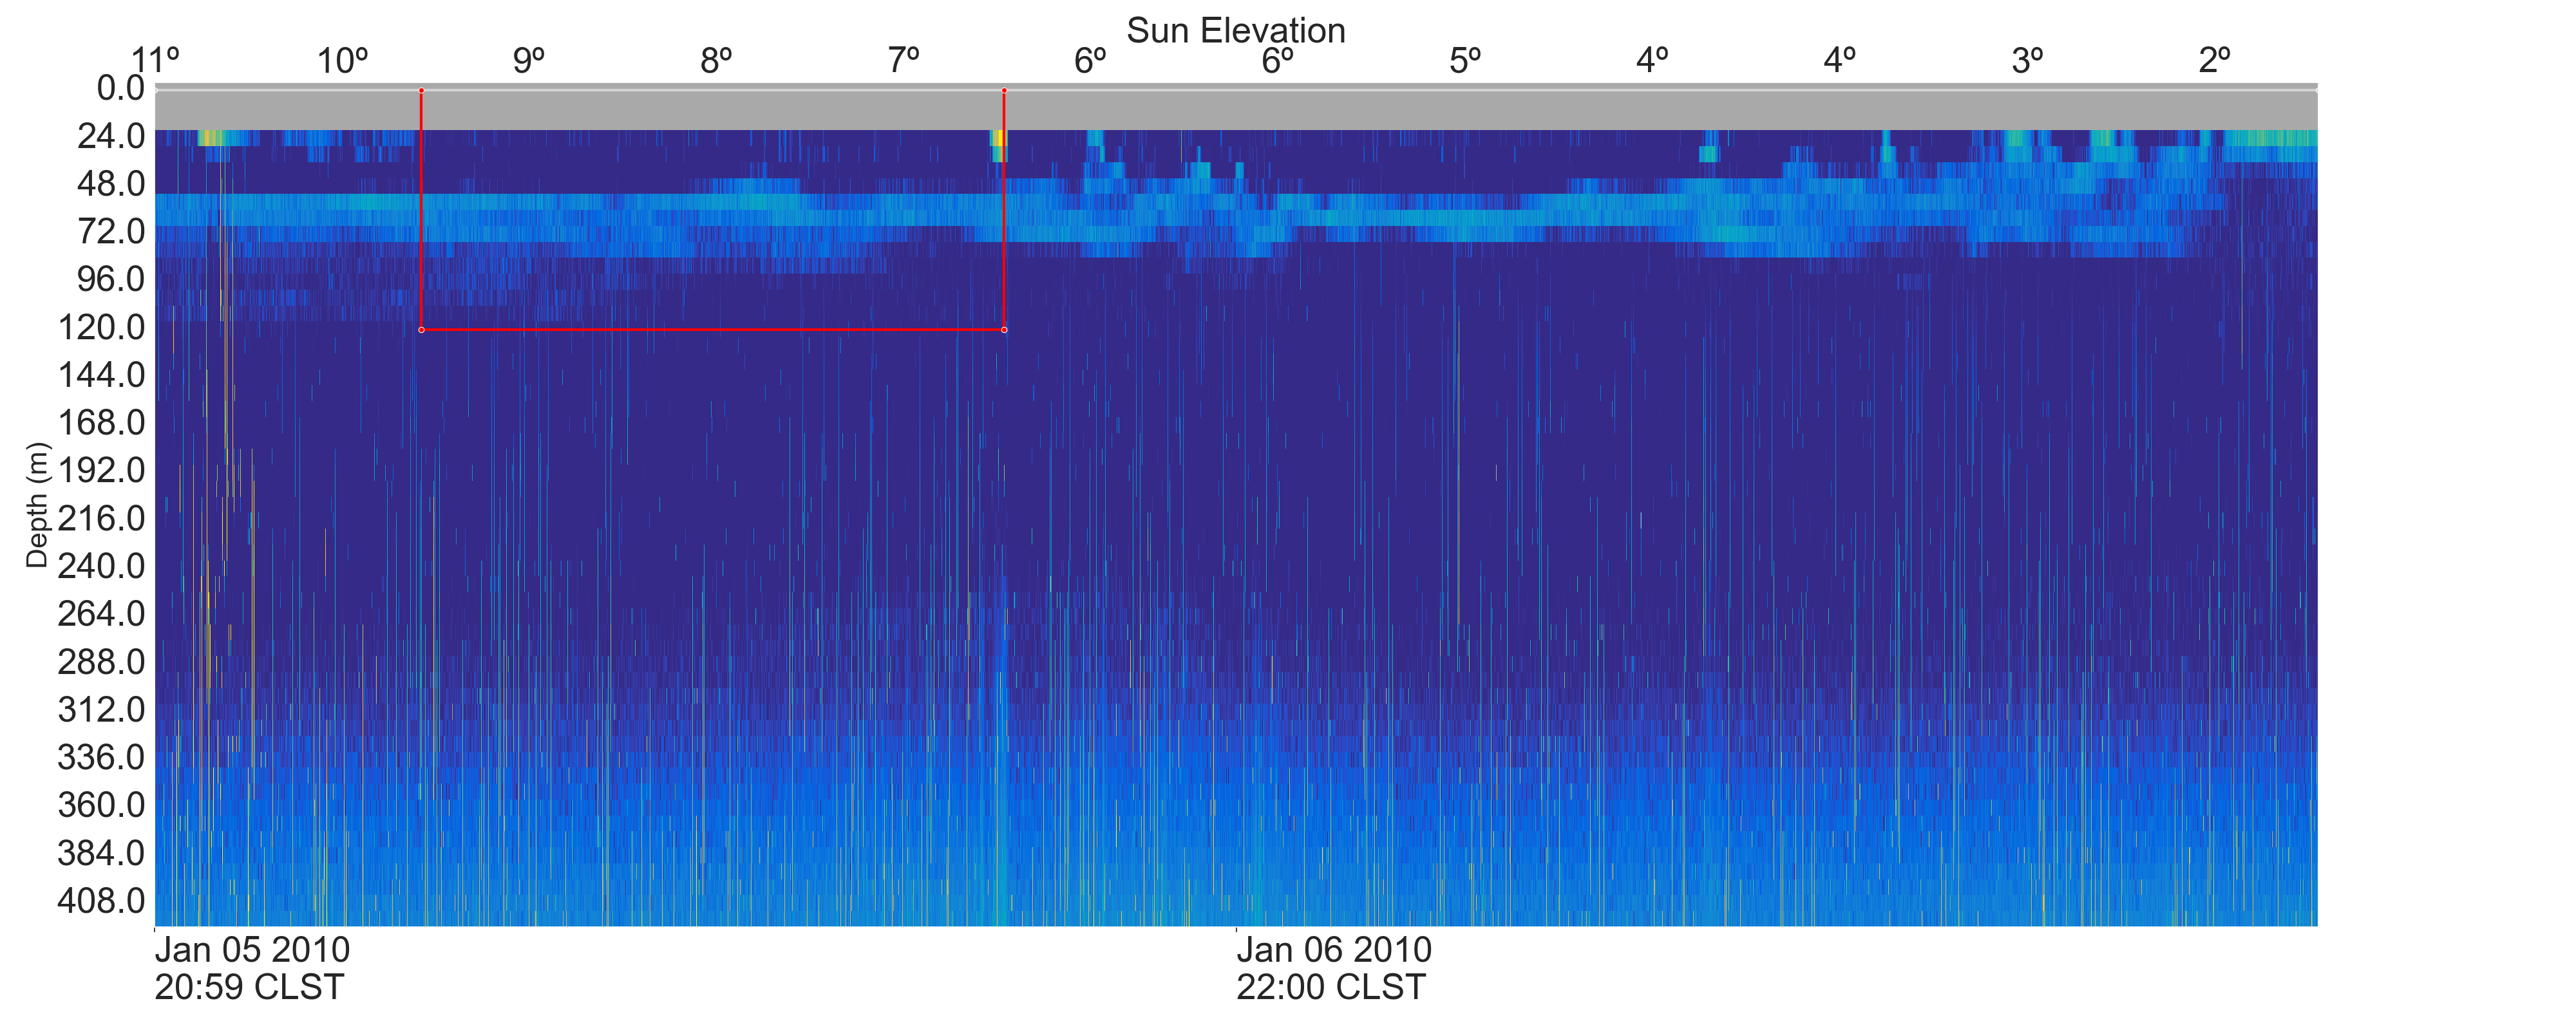 Sun Elevation
11º 10º 9º 8º 7º 6º 6º 5º 4º 4º 3º 2º
0.0
24.0
48.0
72.0
96.0
120.0
144.0
168.0
192.0
216.0
240.0
264.0
288.0
312.0
336.0
360.0
384.0
408.0
Depth (m)
Jan 05 2010
20:59 CLST
Jan 06 2010
22:00 CLST